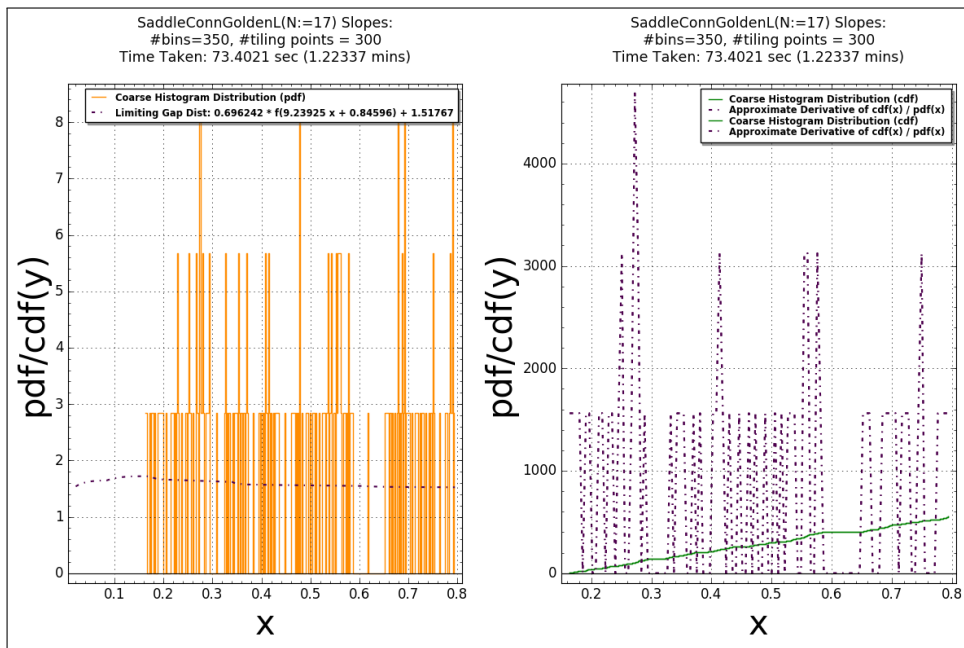 SaddleConnGoldenL(N:=17) Slopes:
#bins=350, #tiling points = 300
Time Taken: 73.4021 sec (1.22337 mins)
Coarse Histogram Distribution (pdf)
Limiting Gap Dist: 0.696242 * f(9.23925 x + 0.84596) + 1.51767
8
7
6
5
4
3
2
1
0
0.1 0.2 0.3 0.4 0.5 0.6 0.7 0.8
pdf/cdf(y)
x
SaddleConnGoldenL(N:=17) Slopes:
#bins=350, #tiling points = 300
Time Taken: 73.4021 sec (1.22337 mins)
Coarse Histogram Distribution (cdf)
Approximate Derivative of cdf(x) / pdf(x)
Coarse Histogram Distribution (cdf)
Approximate Derivative of cdf(x) / pdf(x)
4000
3000
2000
1000
0
0.2 0.3 0.4 0.5 0.6 0.7 0.8
pdf/cdf(y)
x